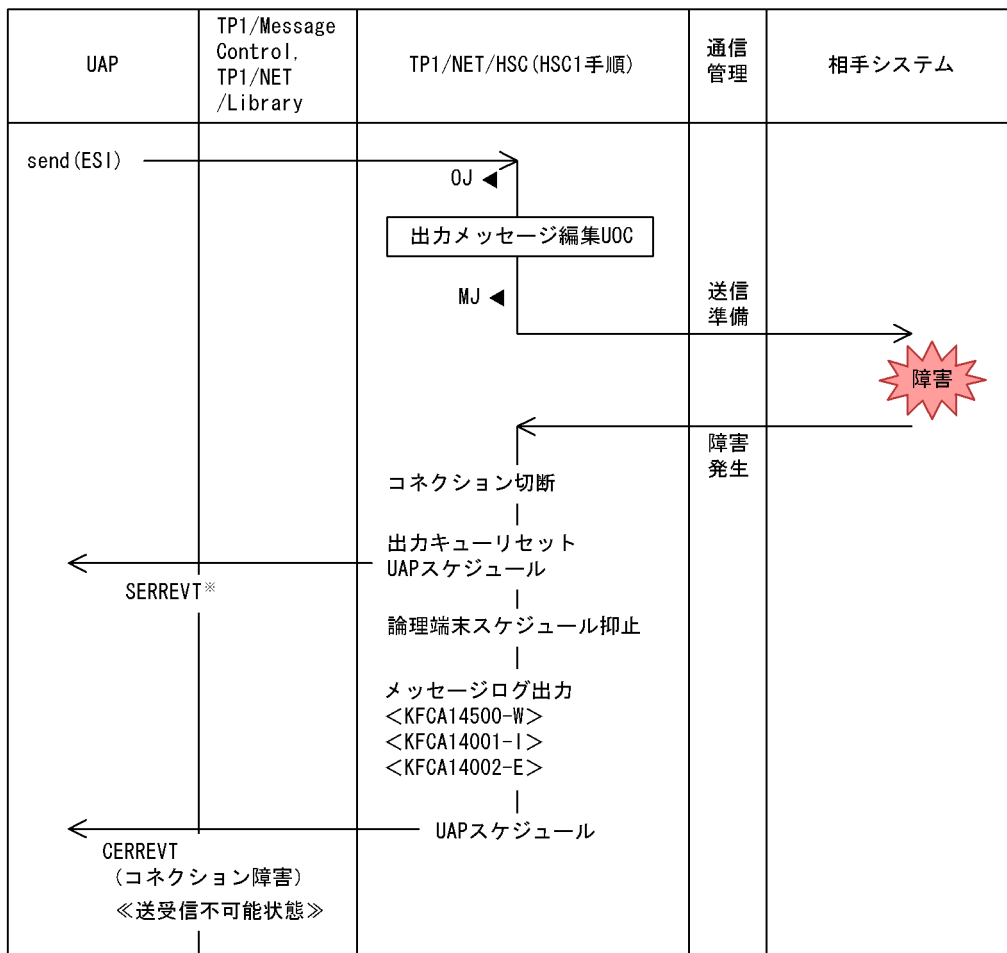 UAP
TP1/Message
Control,
TP1/NET
/Library
TP1/NET/HSC(HSC1手順)
通信
管理
相手システム
send(ESI)
OJ
出力メッセージ編集UOC
MJ
送信
準備
障害
障害
発生
コネクション切断
出力キューリセット
UAPスケジュール
SERREVT※
論理端末スケジュール抑止
メッセージログ出力
＜KFCA14500-W＞
＜KFCA14001-I＞
＜KFCA14002-E＞
UAPスケジュール
CERREVT
(コネクション障害)
≪送受信不可能状態≫